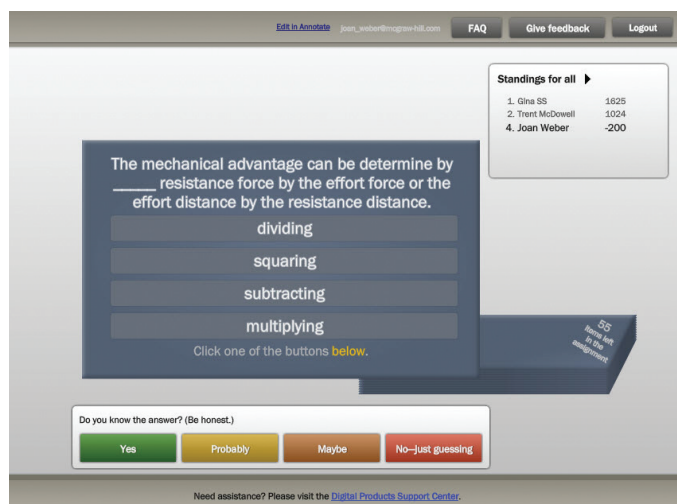 Edit in Annotate joan_weber@mcgraw-hill.com FAQ Give feedback Logout
Standings for all
1. Gina SS 1625
2. Trent McDowell 1024
4. Joan Weber -200
The mechanical advantage can be determine by
_____ resistance force by the effort force or the
effort distance by the resistance distance.
dividing
squaring
subtracting
multiplying
Click one of the buttons below.
55
items left
in the
assignment
Do you know the answer? (Be honest.)
Yes Probably Maybe No—Just guessing
Need assistance? Please visit the Digital Products Support Center.